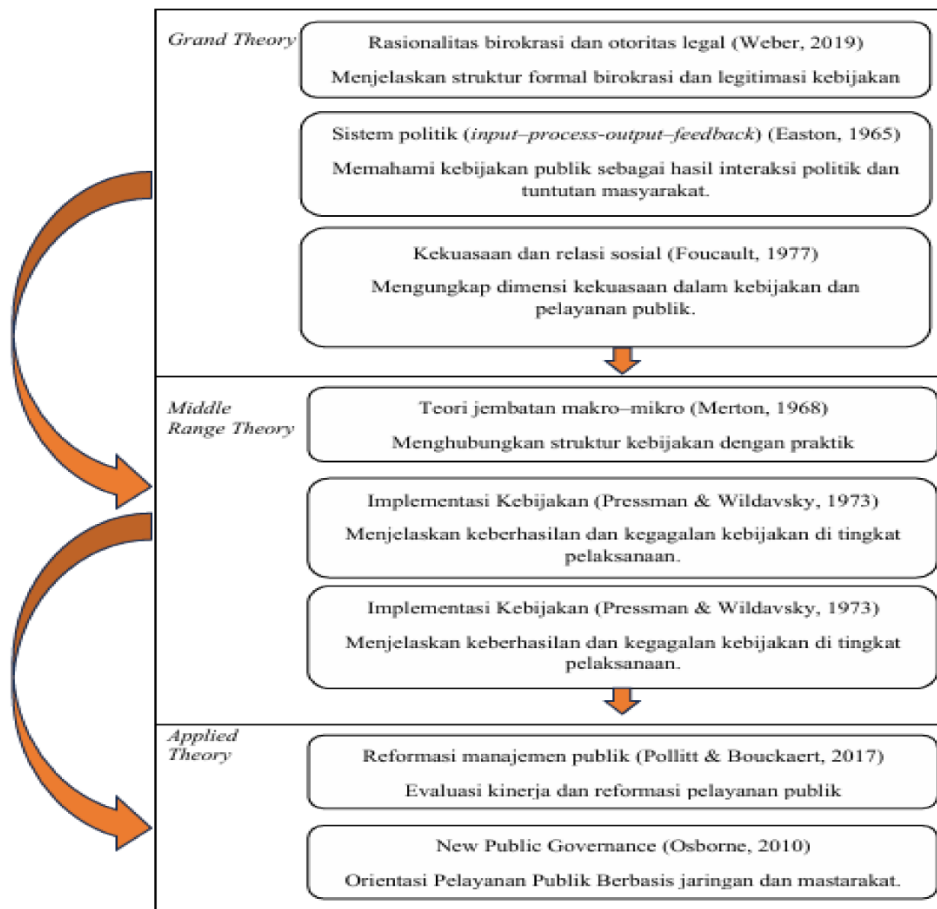 Grand Theory
Rasionalitas birokrasi dan otoritas legal (Weber, 2019)
Menjelaskan struktur formal birokrasi dan legitimasi kebijakan
Sistem politik (input–process-output–feedback) (Easton, 1965)
Memahami kebijakan publik sebagai hasil interaksi politik dan
tuntutan masyarakat.
Kekuasaan dan relasi sosial (Foucault, 1977)
Mengungkap dimensi kekuasaan dalam kebijakan dan
pelayanan publik.
Middle
Range Theory
Teori jembatan makro–mikro (Merton, 1968)
Menghubungkan struktur kebijakan dengan praktik
Implementasi Kebijakan (Pressman & Wildavsky, 1973)
Menjelaskan keberhasilan dan kegagalan kebijakan di tingkat
pelaksanaan.
Implementasi Kebijakan (Pressman & Wildavsky, 1973)
Menjelaskan keberhasilan dan kegagalan kebijakan di tingkat
pelaksanaan.
Applied
Theory
Reformasi manajemen publik (Pollitt & Bouckaert, 2017)
Evaluasi kinerja dan reformasi pelayanan publik
New Public Governance (Osborne, 2010)
Orientasi Pelayanan Publik Berbasis jaringan dan mastarakat.